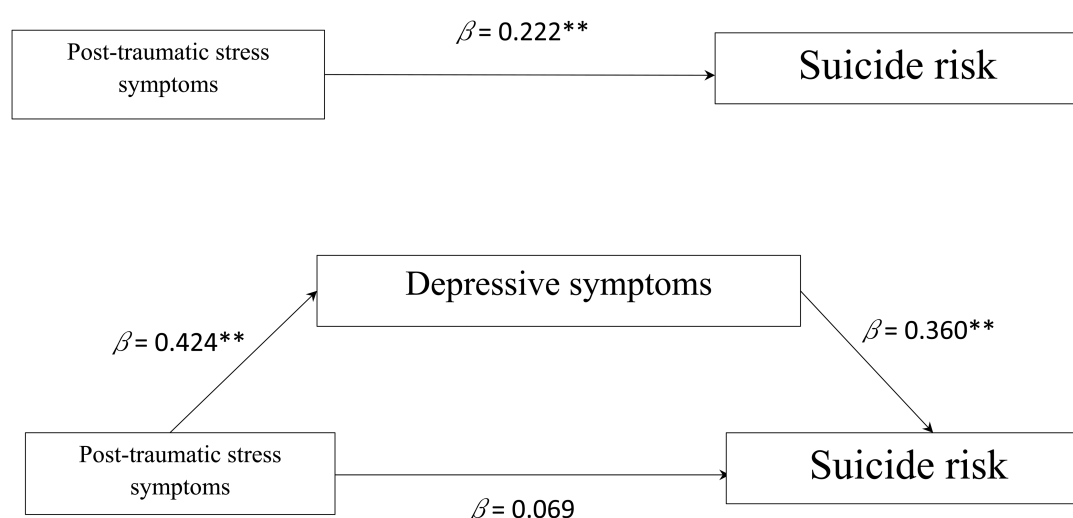 β = 0.222**
Post-traumatic stress
symptoms
Suicide risk
Depressive symptoms
β = 0.424**
β = 0.360**
Post-traumatic stress
symptoms
Suicide risk
β = 0.069